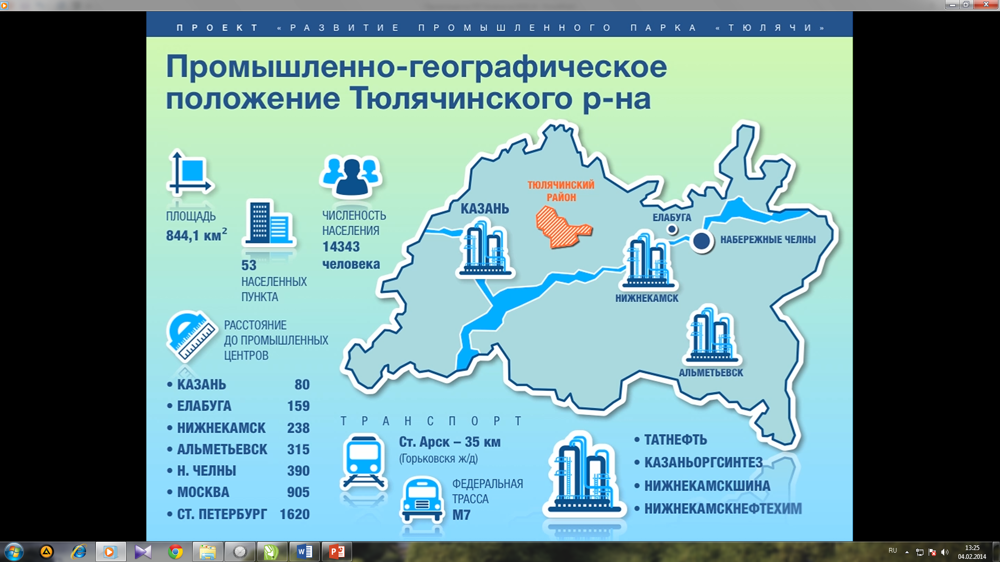 ПРОЕКТ «РАЗВИТИЕ ПРОМЫШЛЕННОГО ПАРКА «ТЮЛЯЧИ»
Промышленно-географическое
положение Тюлячинского р-на
ПЛОЩАДЬ
844,1 км²
53
НАСЕЛЕННЫХ
ПУНКТА
ЧИСЛЕНОСТЬ
НАСЕЛЕНИЯ
14343
человека
РАССТОЯНИЕ
ДО ПРОМЫШЛЕННЫХ
ЦЕНТРОВ
• КАЗАНЬ 80
• ЕЛАБУГА 159
• НИЖНЕКАМСК 238
• АЛЬМЕТЬЕВСК 315
• Н. ЧЕЛНЫ 390
• МОСКВА 905
• СТ. ПЕТЕРБУРГ 1620
ТЮЛЯЧИНСКИЙ
РАЙОН
КАЗАНЬ
ЕЛАБУГА
НАБЕРЕЖНЫЕ ЧЕЛНЫ
НИЖНЕКАМСК
АЛЬМЕТЬЕВСК
ТРАНСПОРТ
Ст. Арск – 35 км
(Горьковскя ж/д)
ФЕДЕРАЛЬНАЯ
ТРАССА
М7
• ТАТНЕФТЬ
• КАЗАНЬОРГСИНТЕЗ
• НИЖНЕКАМСКШИНА
• НИЖНЕКАМСКНЕФТЕХИМ
RU
13:25
04.02.2014